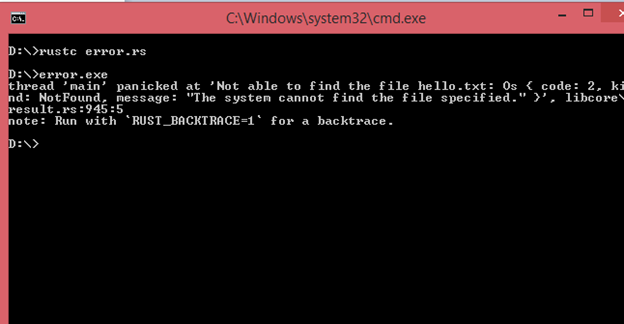 C:\Windows\system32\cmd.exe
D:\>rustc error.rs
D:\>error.exe
thread 'main' panicked at 'Not able to find the file hello.txt: Os { code: 2, ki
nd: NotFound, message: "The system cannot find the file specified." }', libcore\
result.rs:945:5
note: Run with `RUST_BACKTRACE=1` for a backtrace.
D:\>